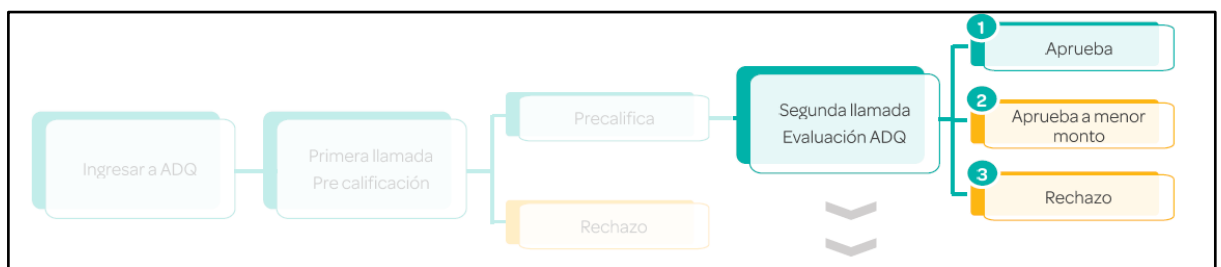 Ingresar a ADQ
Primera llamada
Pre calificación
Precalifica
Rechazo
Segunda llamada
Evaluación ADQ
1
Aprueba
2
Aprueba a menor
monto
3
Rechazo